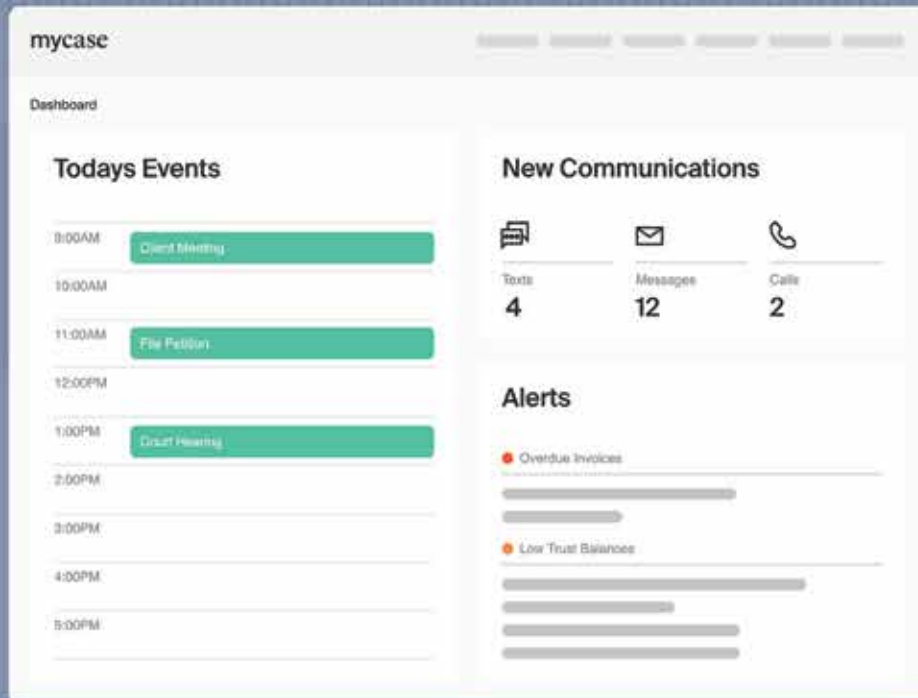 mycase
Dashboard
Todays Events
9:00AM
Client Meeting
10:00AM
11:00AM
File Petition
12:00PM
1:00PM
Court Hearing
2:00PM
3:00PM
4:00PM
5:00PM
New Communications
Texts
Messages
Calls
4
12
2
Alerts
Overdue Invoices
Low Trust Balances